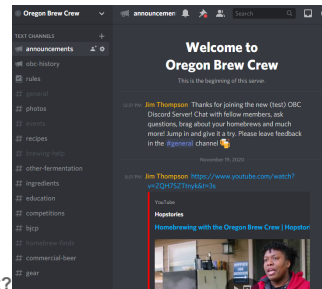 Oregon Brew Crew
announcemen
Search
TEXT CHANNELS
announcements
obc-history
rules
general
photos
events
recipes
brewing-help
other-fermentation
ingredients
education
competitions
bjcp
homebrew-finds
commercial-beer
gear
Welcome to
Oregon Brew Crew
This is the beginning of this server.
Jim Thompson Thanks for joining the new (test) OBC
Discord Server! Chat with fellow members, ask
questions, brag about your homebrews and much
more! Jump in and give it a try. Please leave feedback
in the #general channel
November 19, 2020
Jim Thompson https://www.youtube.com/watch?
YouTube
Hopstories
Homebrewing with the Oregon Brew Crew | Hopstori
?